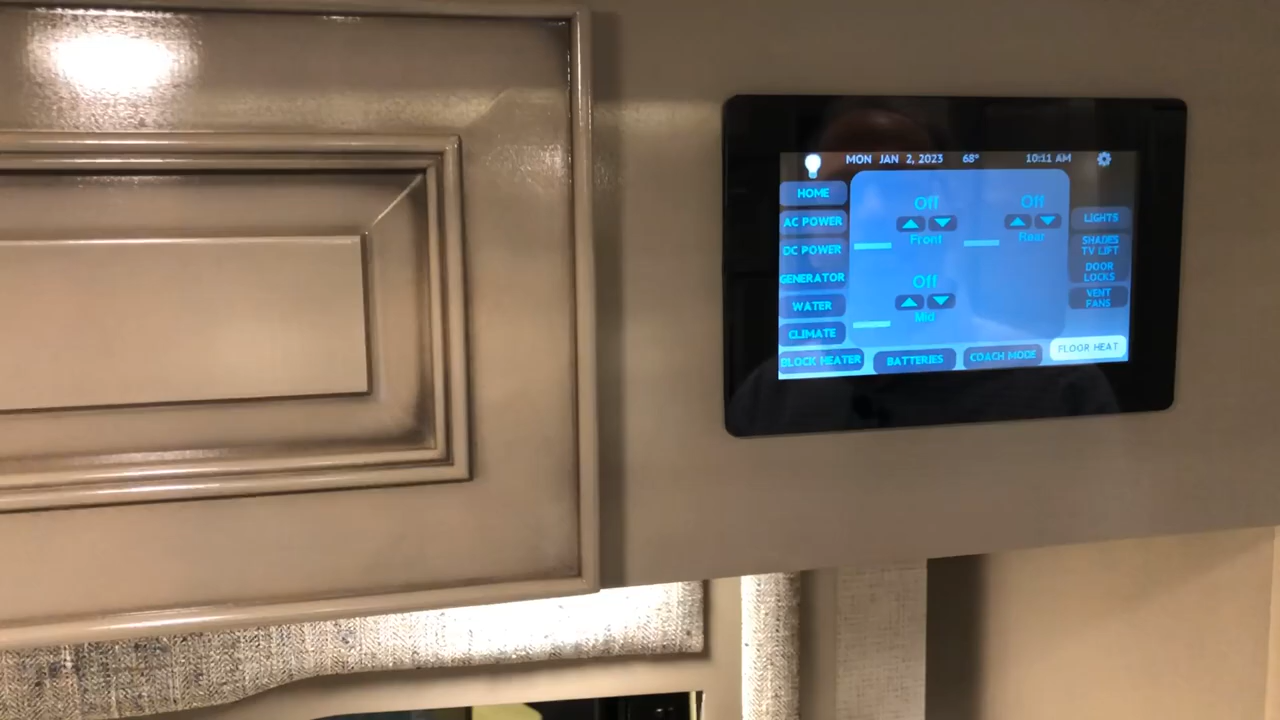 MON JAN 2, 2023 68° 10:11 AM
HOME
AC POWER
DC POWER
GENERATOR
WATER
CLIMATE
Off
Front
Off
Rear
Off
Mid
LIGHTS
SHADES
TV LIFT
DOOR
LOCKS
VENT
FANS
BLOCK HEATER
BATTERIES
COACH MODE
FLOOR HEAT